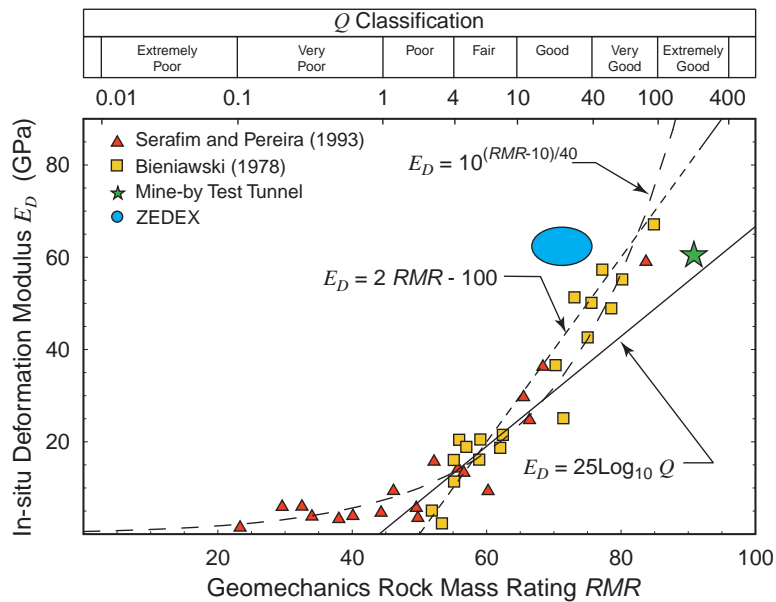 Q Classification
Extremely Poor
Very Poor
Poor
Fair
Good
Very Good
Extremely Good
0.01 0.1 1 4 10 40 100 400
Serafim and Pereira (1993)
Bieniawski (1978)
Mine-by Test Tunnel
ZEDEX
E_D = 10^(RMR-10)/40
E_D = 2 RMR - 100
E_D = 25Log₁₀ Q
In-situ Deformation Modulus E_D (GPa)
80
60
40
20
20 40 60 80 100
Geomechanics Rock Mass Rating RMR